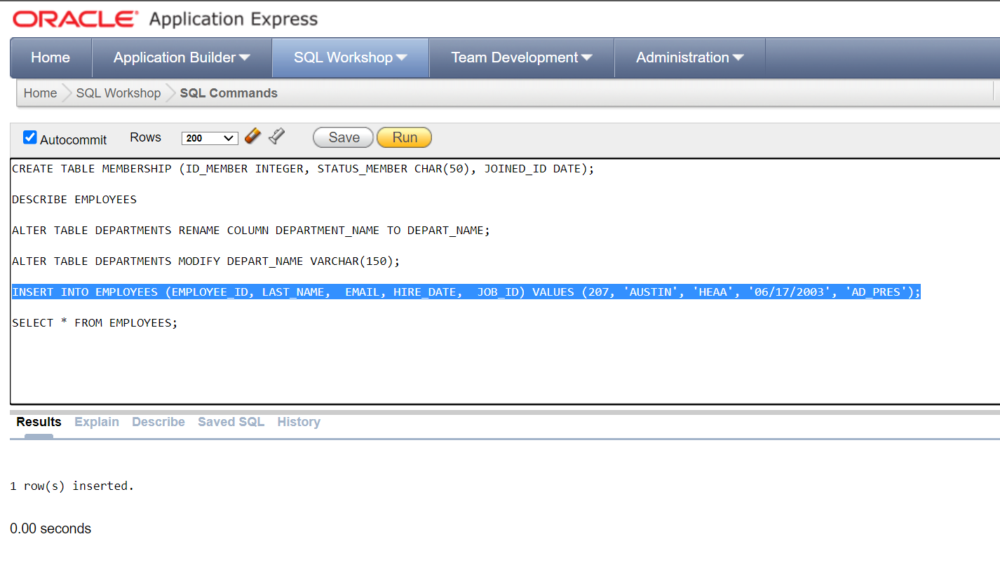 ORACLE® Application Express
Home Application Builder SQL Workshop Team Development Administration
Home SQL Workshop SQL Commands
Autocommit Rows 200 Save Run
CREATE TABLE MEMBERSHIP (ID_MEMBER INTEGER, STATUS_MEMBER CHAR(50), JOINED_ID DATE);
DESCRIBE EMPLOYEES
ALTER TABLE DEPARTMENTS RENAME COLUMN DEPARTMENT_NAME TO DEPART_NAME;
ALTER TABLE DEPARTMENTS MODIFY DEPART_NAME VARCHAR(150);
INSERT INTO EMPLOYEES (EMPLOYEE_ID, LAST_NAME,  EMAIL, HIRE_DATE,  JOB_ID) VALUES (207, 'AUSTIN', 'HEAA', '06/17/2003', 'AD_PRES');
SELECT * FROM EMPLOYEES;
Results Explain Describe Saved SQL History
1 row(s) inserted.
0.00 seconds